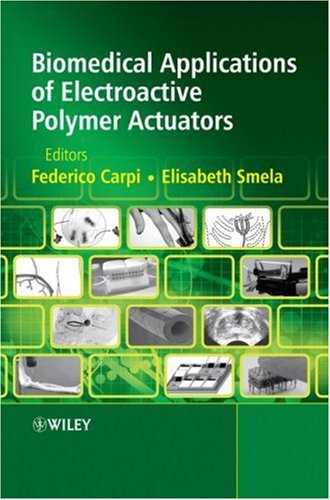 Biomedical Applications
of Electroactive
Polymer Actuators
Editors
Federico Carpi • Elisabeth Smela
WILEY